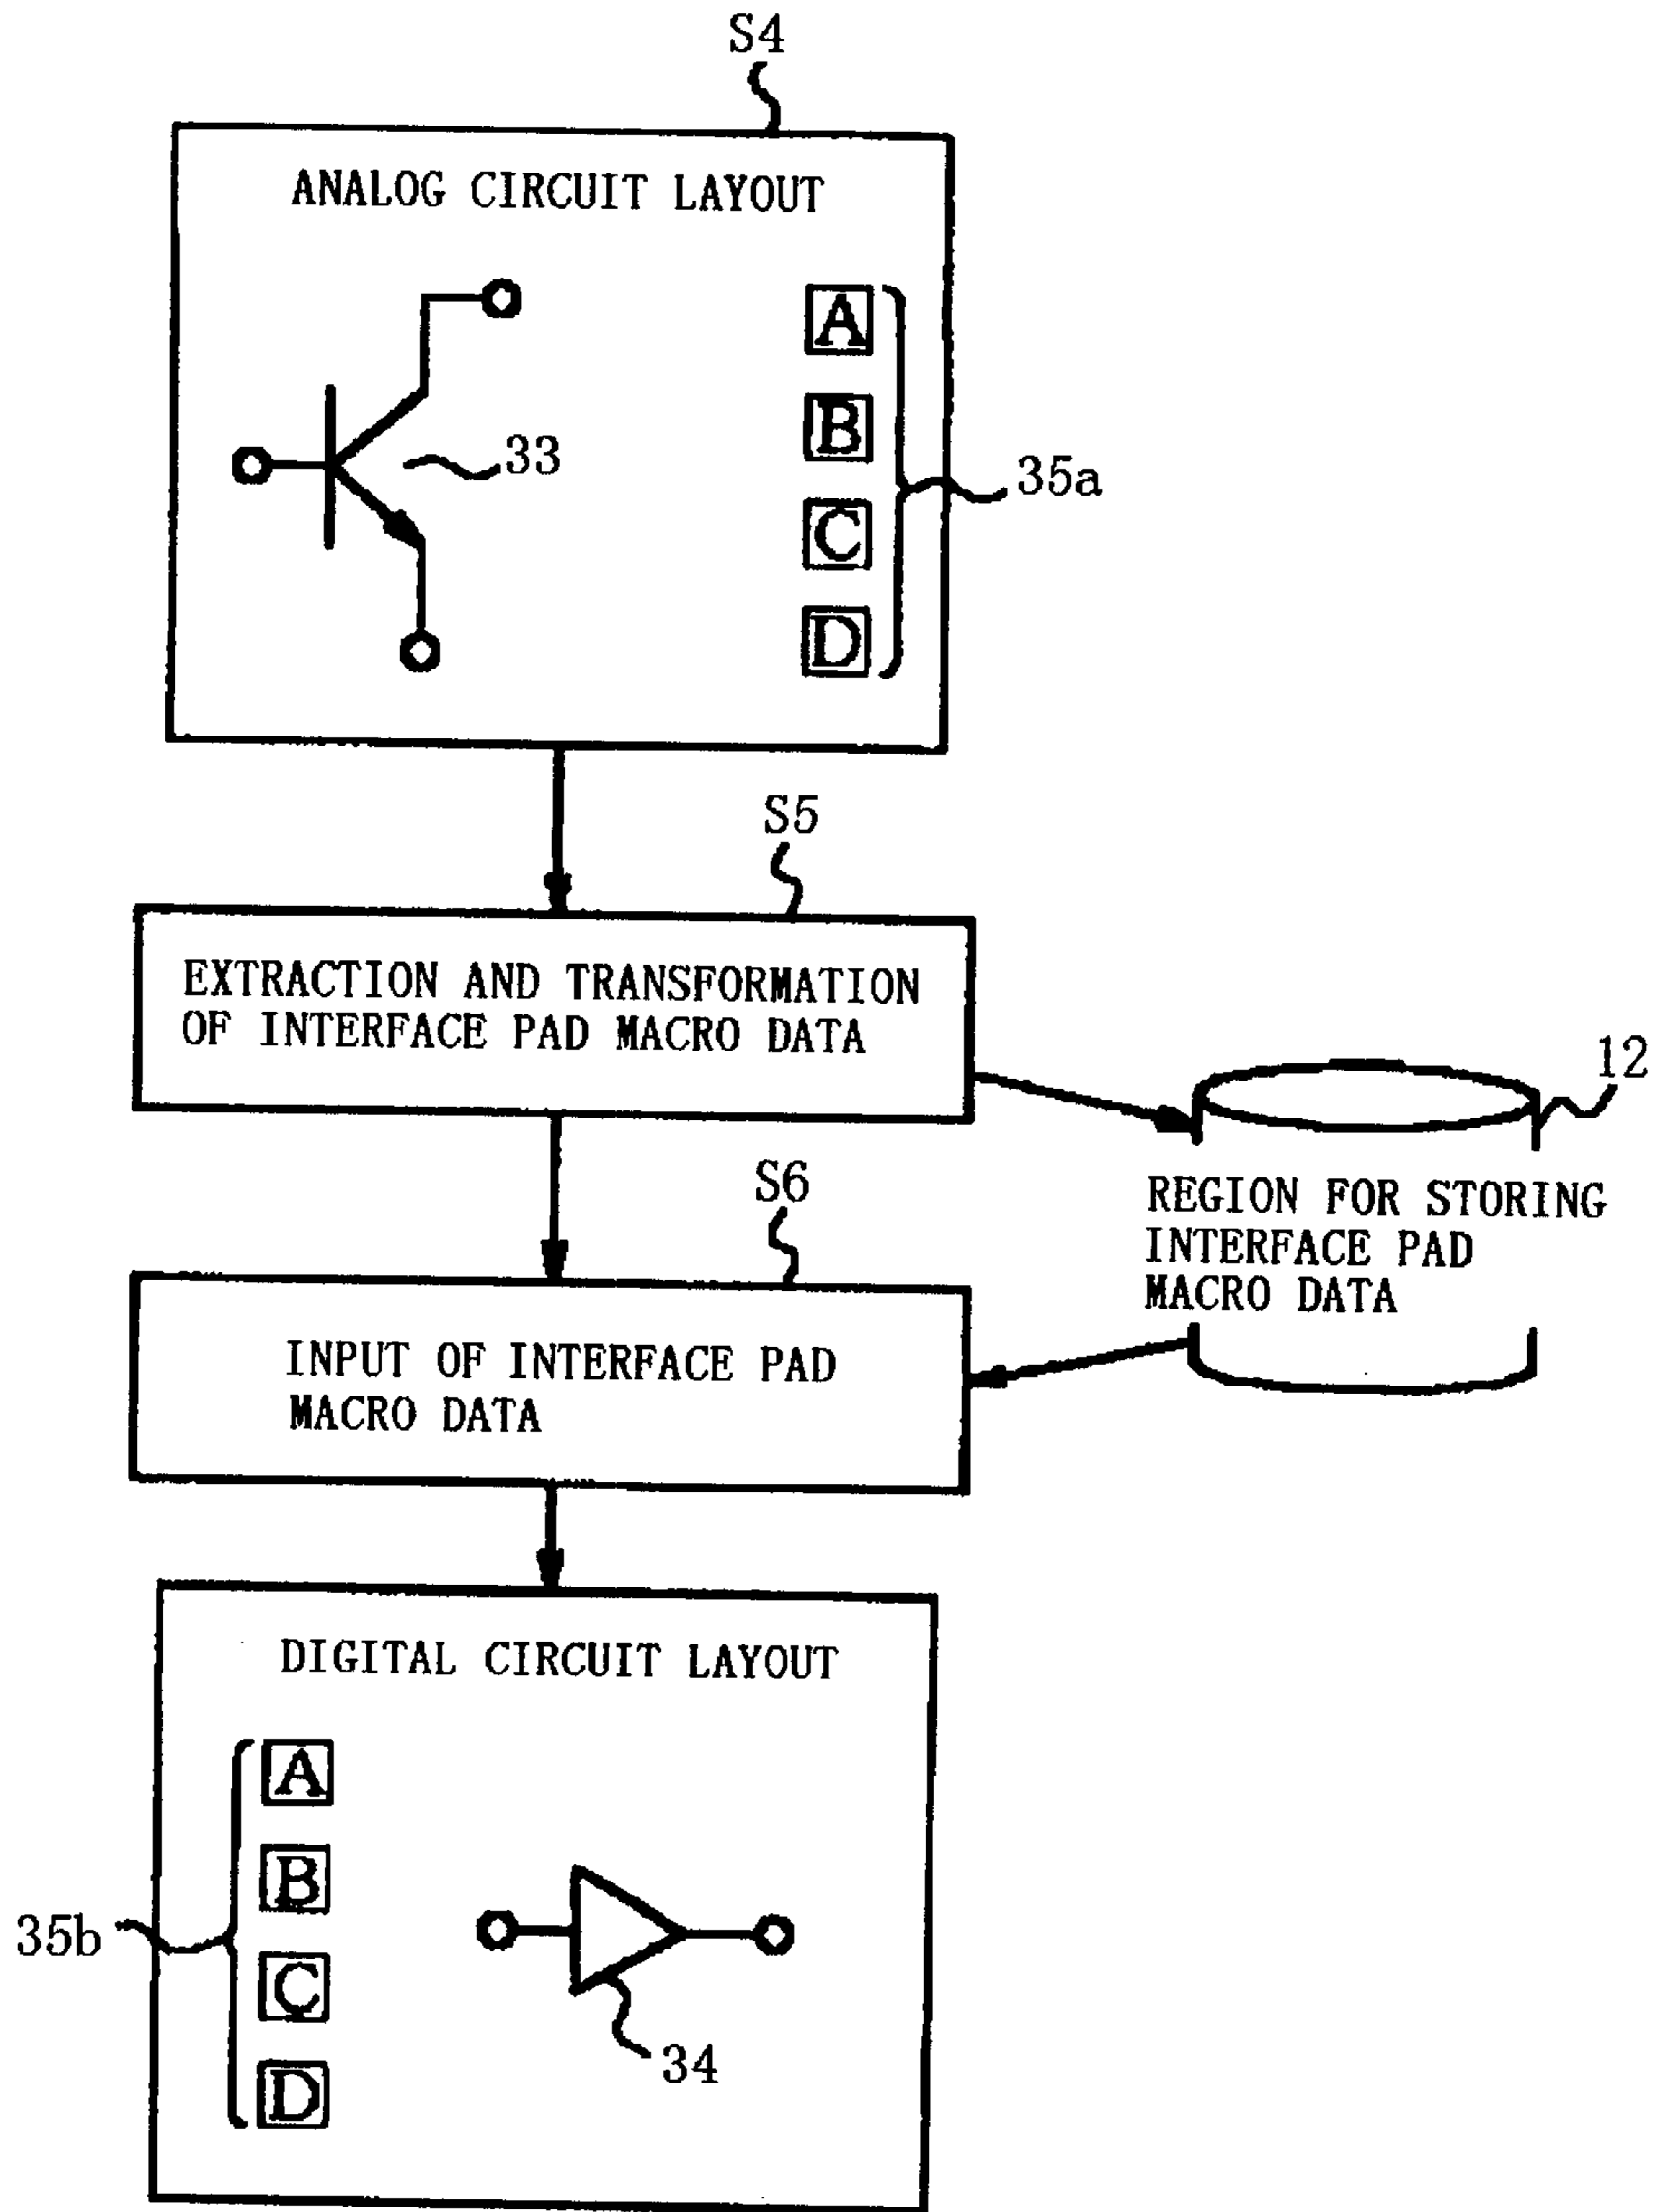 S4
ANALOG CIRCUIT LAYOUT
A
B
33
35a
C
D
S5
EXTRACTION AND TRANSFORMATION
OF INTERFACE PAD MACRO DATA
12
S6
REGION FOR STORING
INTERFACE PAD
MACRO DATA
INPUT OF INTERFACE PAD
MACRO DATA
DIGITAL CIRCUIT LAYOUT
A
B
35b
C
D
34